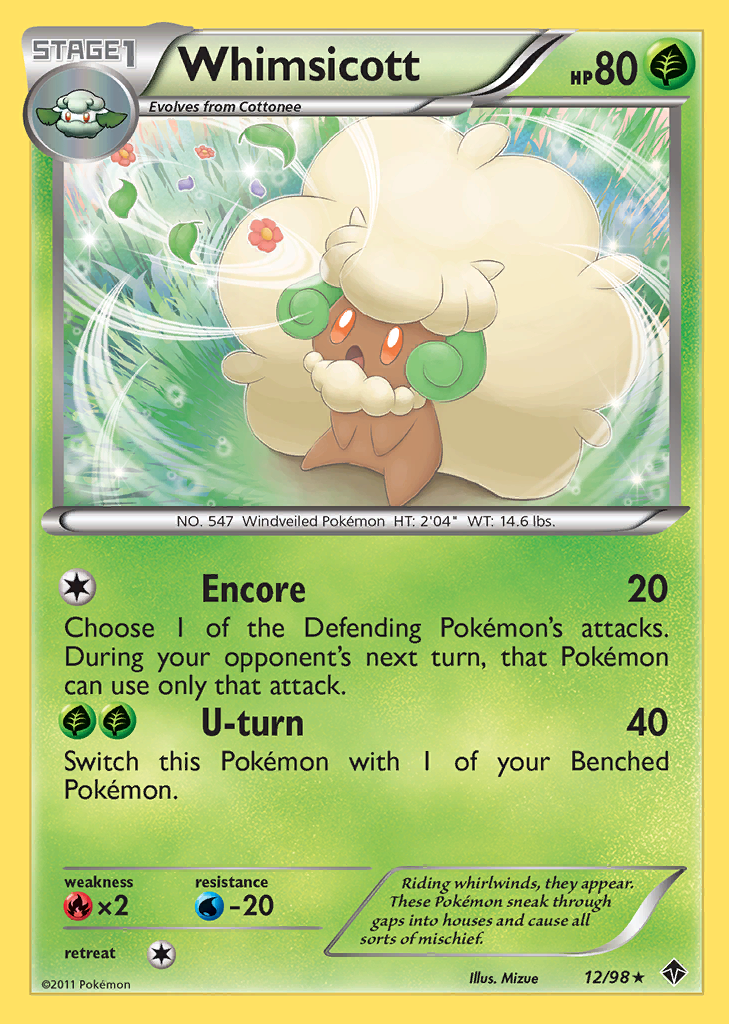 STAGE1
Whimsicott
HP80
Evolves from Cottonee
NO. 547 Windveiled Pokémon HT: 2'04" WT: 14.6 lbs.
Encore 20
Choose 1 of the Defending Pokémon's attacks.
During your opponent's next turn, that Pokémon
can use only that attack.
U-turn 40
Switch this Pokémon with 1 of your Benched
Pokémon.
weakness resistance
×2 -20
retreat
Riding whirlwinds, they appear.
These Pokémon sneak through
gaps into houses and cause all
sorts of mischief.
©2011 Pokémon
Illus. Mizue
12/98★